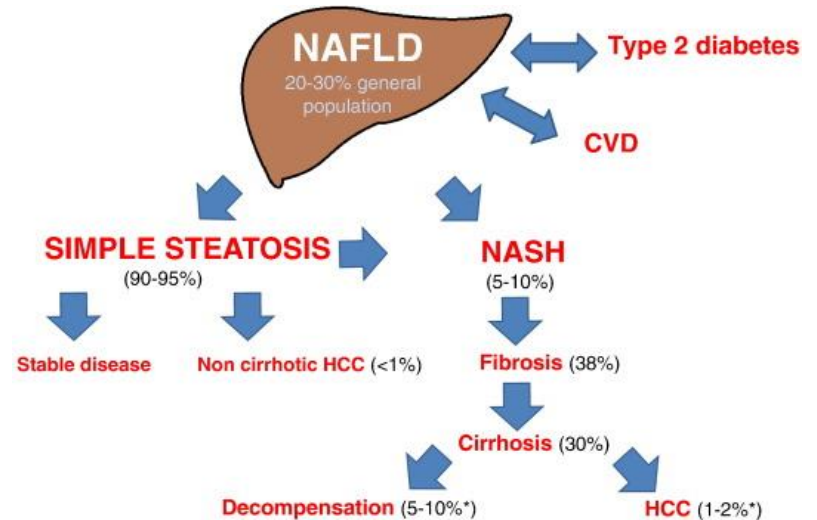 NAFLD
20-30% general
population
Type 2 diabetes
CVD
SIMPLE STEATOSIS
(90-95%)
NASH
(5-10%)
Stable disease
Non cirrhotic HCC (<1%)
Fibrosis (38%)
Cirrhosis (30%)
Decompensation (5-10%*)
HCC (1-2%*)